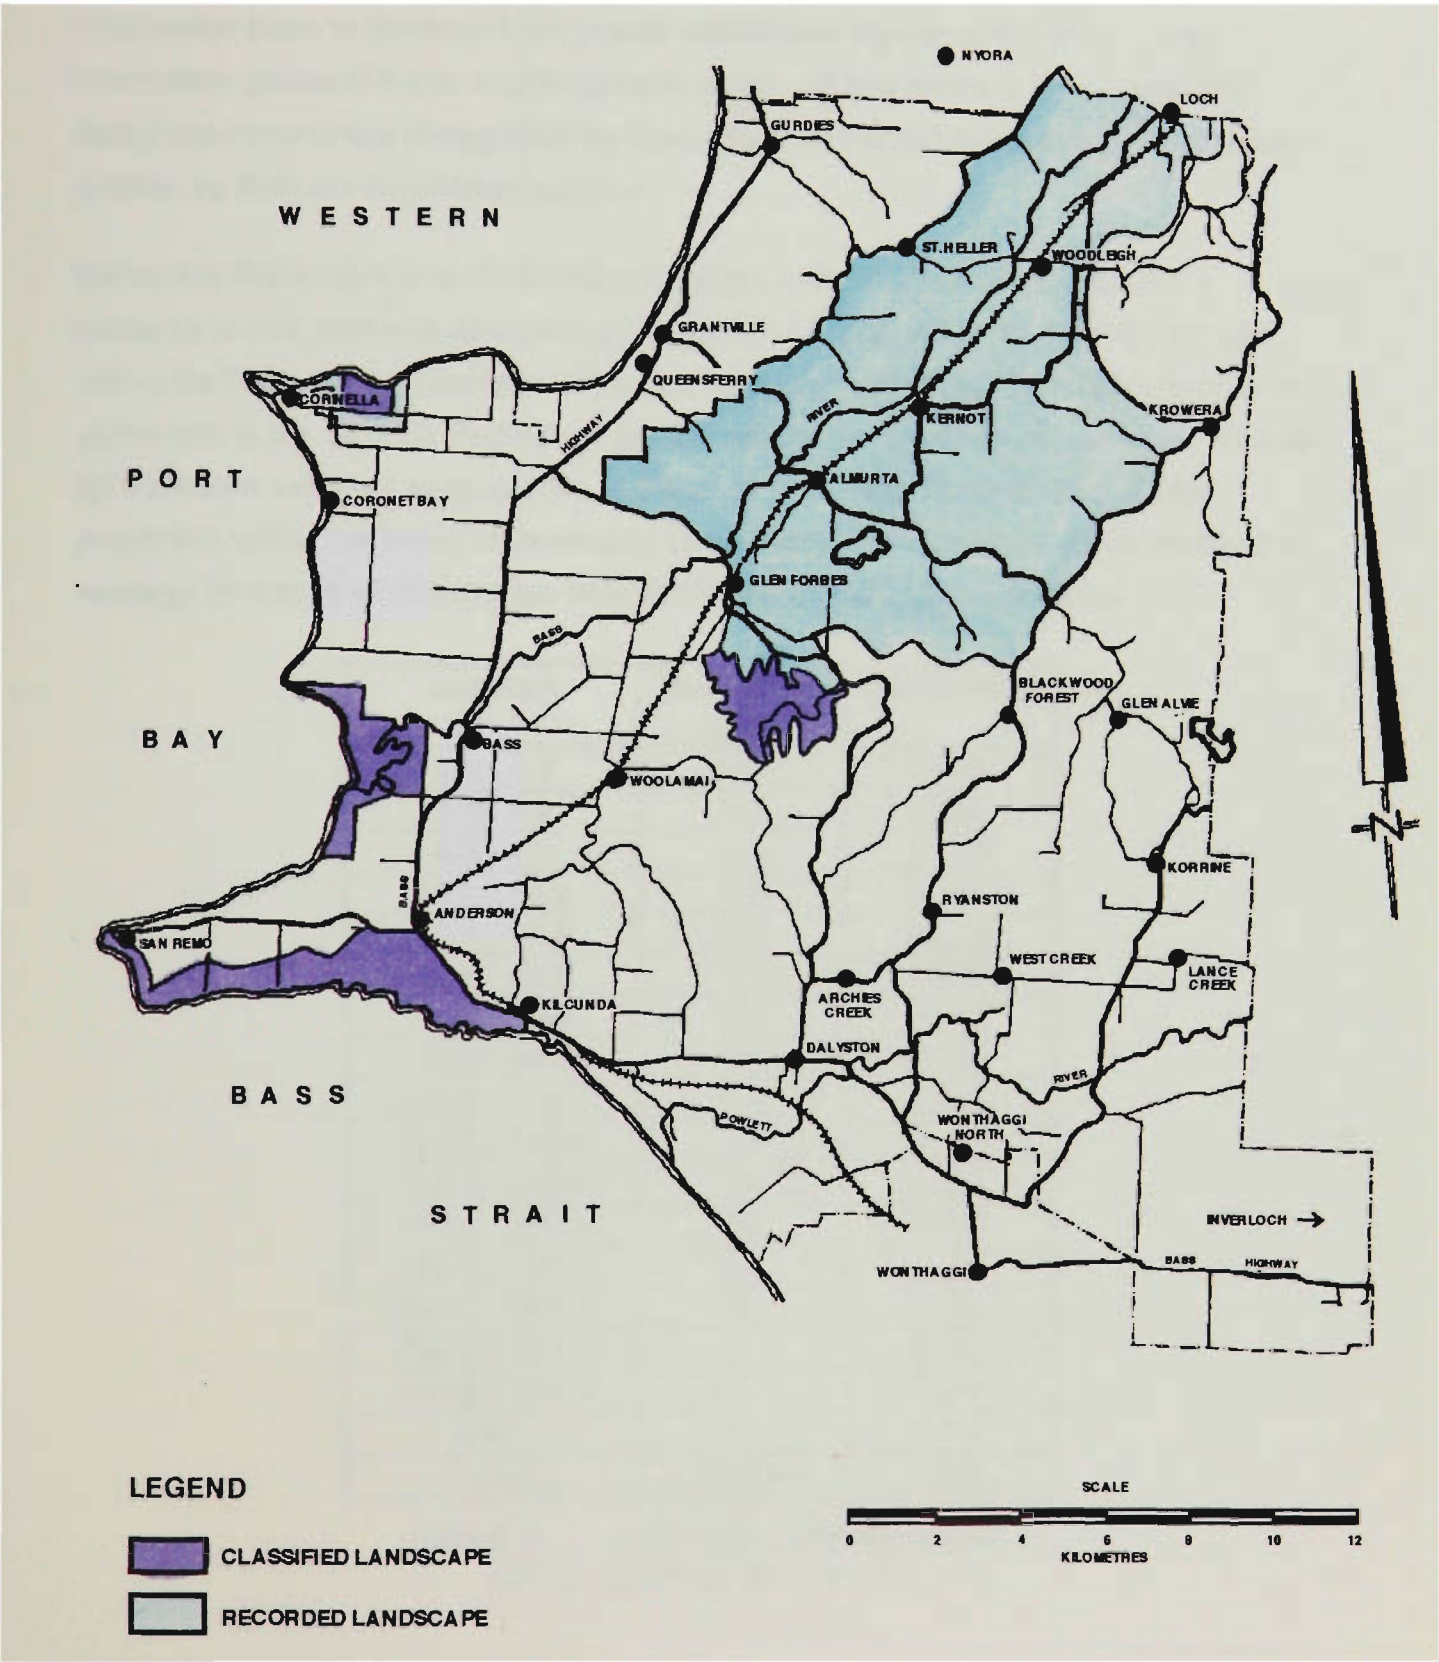 NYORA
LOCH
GURDIES
WESTERN
ST. HELLER
WOODLEIGH
GRANTVILLE
QUEENSFERRY
CORINELLA
RIVER
KERNOT
KROWERA
HIGHWAY
PORT
ALMURTA
CORONET BAY
GLEN FORBES
BASS
BLACKWOOD
FOREST
GLEN ALVIE
BAY
BASS
WOOLAMAI
KORRINE
BASS
ANDERSON
RYANSTON
SAN REMO
WEST CREEK
LANCE
CREEK
KILCUNDA
ARCHIES
CREEK
DALYSTON
RIVER
BASS
POWLETT
WONTHAGGI
NORTH
STRAIT
INVERLOCH
WONTHAGGI
BASS HIGHWAY
LEGEND
SCALE
0 2 4 6 8 10 12
KILOMETRES
CLASSIFIED LANDSCAPE
RECORDED LANDSCAPE
N